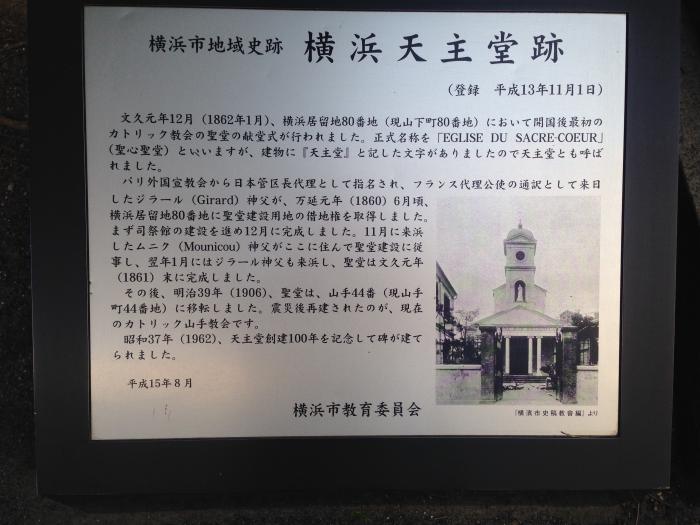 横浜市地域史跡 横浜天主堂跡
(登録 平成13年11月1日)
文久元年12月(1862年1月)、横浜居留地80番地(現山下町80番地)において開国後最初の
カトリック教会の聖堂の献堂式が行われました。正式名称を「EGLISE DU SACRE-COEUR」
(聖心聖堂)といいますが、建物に『天主堂』と記した文字がありましたので天主堂とも呼ば
れました。
パリ外国宣教会から日本管区長代理として指名され、フランス代理公使の通訳として来日
したジラール(Girard)神父が、万延元年(1860)6月頃、
横浜居留地80番地に聖堂建設用地の借地権を取得しました。
まず司祭館の建設を進め12月に完成しました。11月に来浜
したムニク(Mounicou)神父がここに住んで聖堂建設に従
事し、翌年1月にはジラール神父も来浜し、聖堂は文久元年
(1861)末に完成しました。
その後、明治39年(1906)、聖堂は、山手44番(現山手
町44番地)に移転しました。震災後再建されたのが、現在
のカトリック山手教会です。
昭和37年(1962)、天主堂創建100年を記念して碑が建て
られました。
平成15年8月
横浜市教育委員会
『横濱市史稿教育編』より